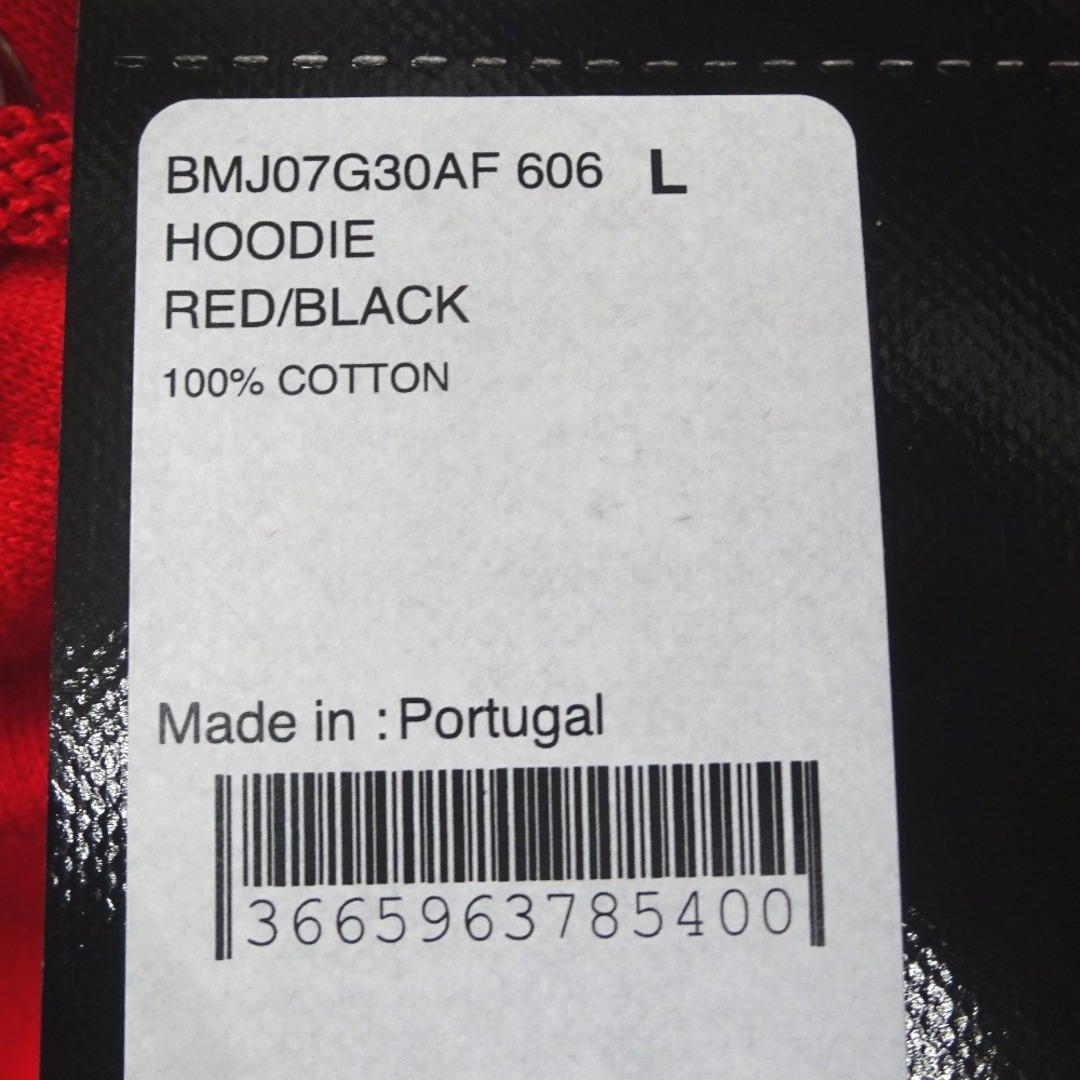 BMJ07G30AF 606 L
HOODIE
RED/BLACK
100% COTTON
Made in : Portugal
3665963785400